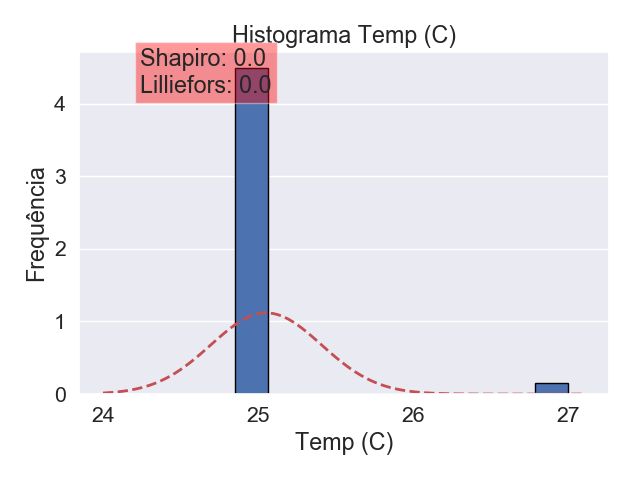 Histograma Temp (C)
Shapiro: 0.0
Lilliefors: 0.0
Frequência
4
3
2
1
0
24 25 26 27
Temp (C)